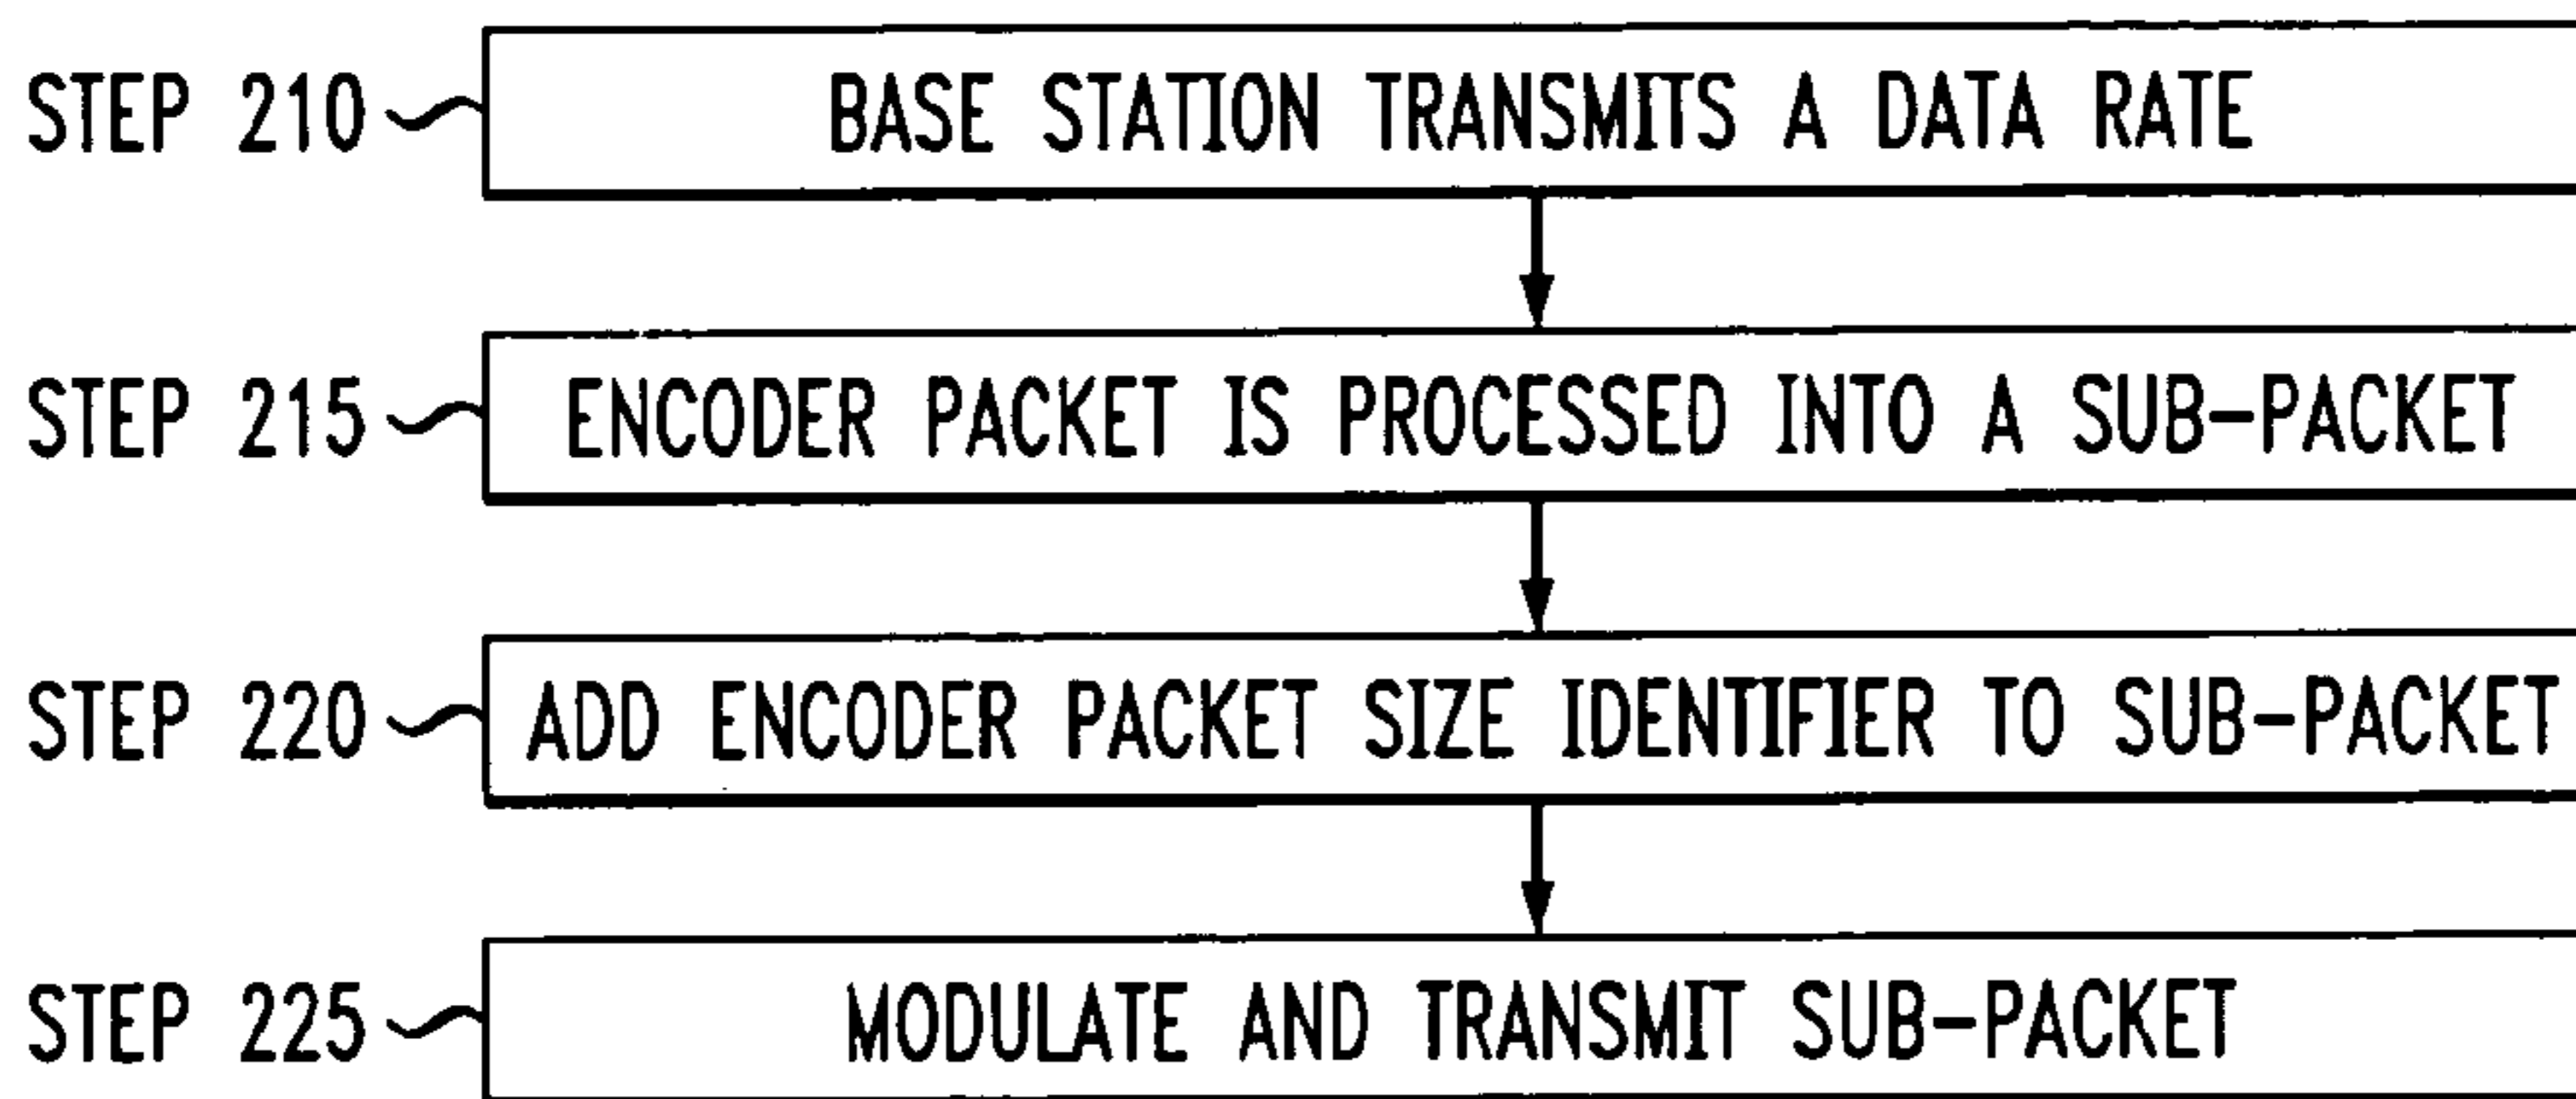 STEP 210 BASE STATION TRANSMITS A DATA RATE
STEP 215 ENCODER PACKET IS PROCESSED INTO A SUB-PACKET
STEP 220 ADD ENCODER PACKET SIZE IDENTIFIER TO SUB-PACKET
STEP 225 MODULATE AND TRANSMIT SUB-PACKET